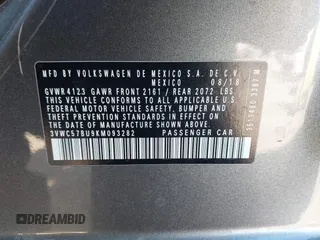 MFD BY VOLKSWAGEN DE MEXICO S.A. DE C.V.
MEXICO 08/18
GVWR 4123 GAWR FRONT 2161 / REAR 2072 LBS.
THIS VEHICLE CONFORMS TO ALL APPLICABLE U.S.
FEDERAL MOTOR VEHICLE SAFETY, BUMPER AND
THEFT PREVENTION STANDARDS IN EFFECT
ON THE DATE OF MANUFACTURE SHOWN ABOVE.
3VWC57BU9KM093282 PASSENGER CAR
DREAMBID